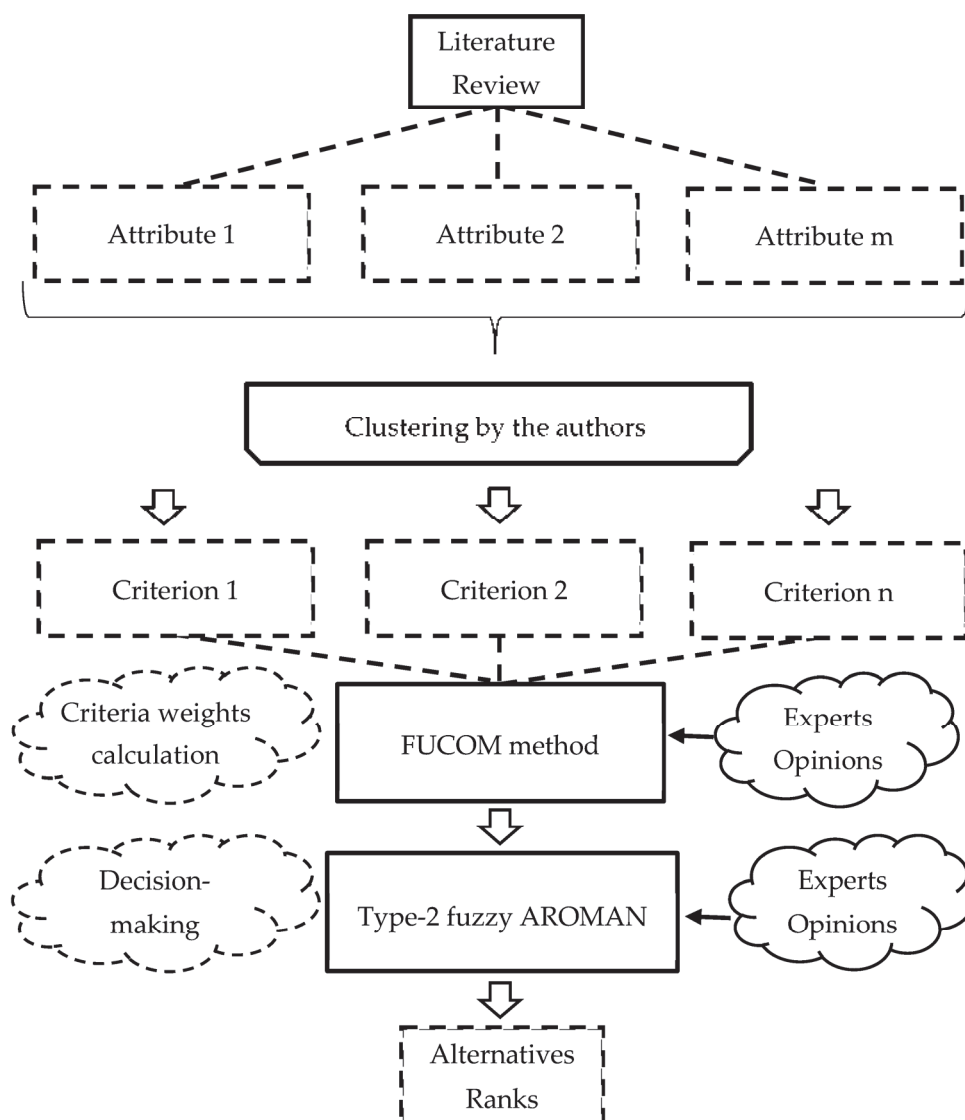 Literature
Review
Attribute 1
Attribute 2
Attribute m
Clustering by the authors
Criterion 1
Criterion 2
Criterion n
Criteria weights
calculation
FUCOM method
Experts
Opinions
Decision-
making
Type-2 fuzzy AROMAN
Experts
Opinions
Alternatives
Ranks